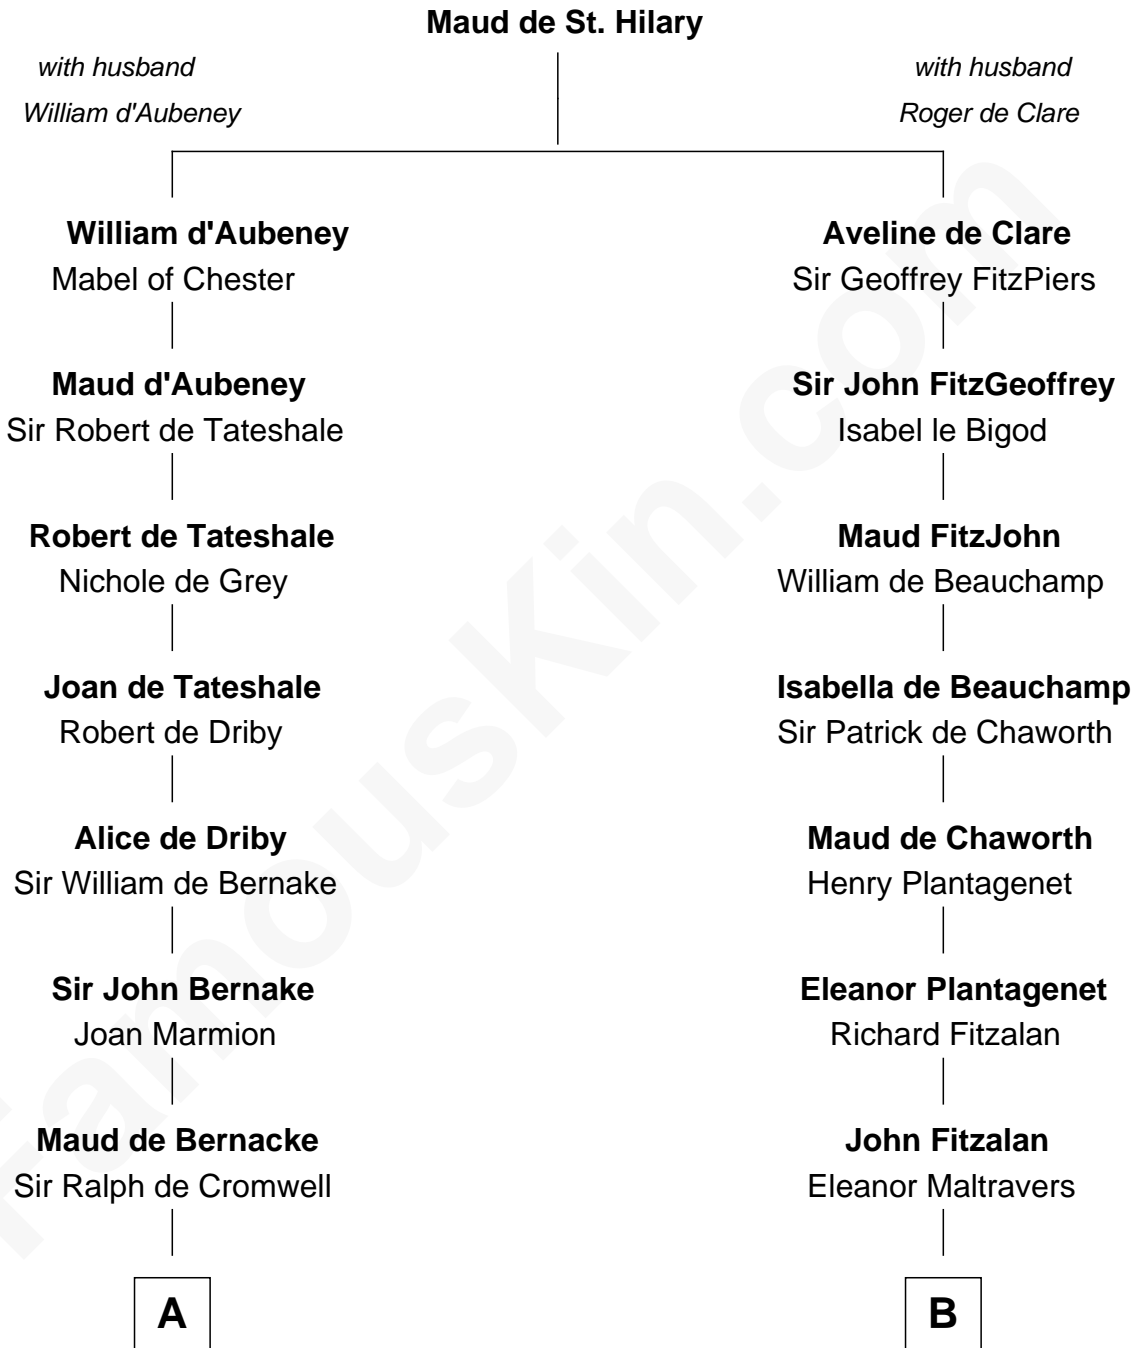 Maud de St. Hilary
with husband
William d'Aubeney
with husband
Roger de Clare
William d'Aubeney
Mabel of Chester
Maud d'Aubeney
Sir Robert de Tateshale
Robert de Tateshale
Nichole de Grey
Joan de Tateshale
Robert de Driby
Alice de Driby
Sir William de Bernake
Sir John Bernake
Joan Marmion
Maud de Bernacke
Sir Ralph de Cromwell
A
Aveline de Clare
Sir Geoffrey FitzPiers
Sir John FitzGeoffrey
Isabel le Bigod
Maud FitzJohn
William de Beauchamp
Isabella de Beauchamp
Sir Patrick de Chaworth
Maud de Chaworth
Henry Plantagenet
Eleanor Plantagenet
Richard Fitzalan
John Fitzalan
Eleanor Maltravers
B
FamousKin.com